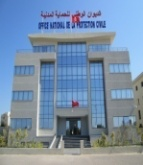 الديوان الوطني للحماية المدنية
OFFICE NATIONAL DE LA PROTECTION CIVILE